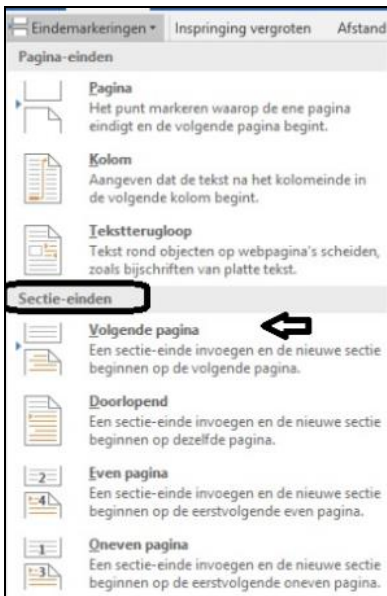 Eindemarkeringen Inspringing vergroten Afstand
Pagina-einden
Pagina
Het punt markeren waarop de ene pagina
eindigt en de volgende pagina begint.
Kolom
Aangeven dat de tekst na het kolomeinde in
de volgende kolom begint.
Tekstterugloop
Tekst rond objecten op webpagina's scheiden,
zoals bijschriften van platte tekst.
Sectie-einden
Volgende pagina
Een sectie-einde invoegen en de nieuwe sectie
beginnen op de volgende pagina.
Doorlopend
Een sectie-einde invoegen en de nieuwe sectie
beginnen op dezelfde pagina.
Even pagina
2
4
Een sectie-einde invoegen en de nieuwe sectie
beginnen op de eerstvolgende even pagina.
Oneven pagina
1
3
Een sectie-einde invoegen en de nieuwe sectie
beginnen op de eerstvolgende oneven pagina.